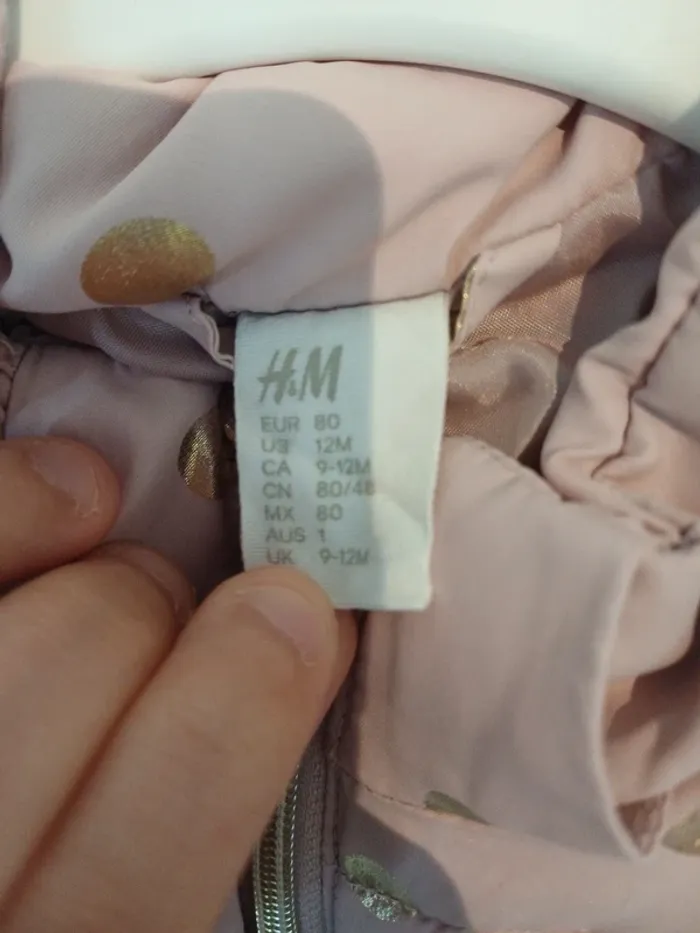 H&M
EUR 80
US 12M
CA 9-12M
CN 80/48
MX 80
AUS 1
UK 9-12M